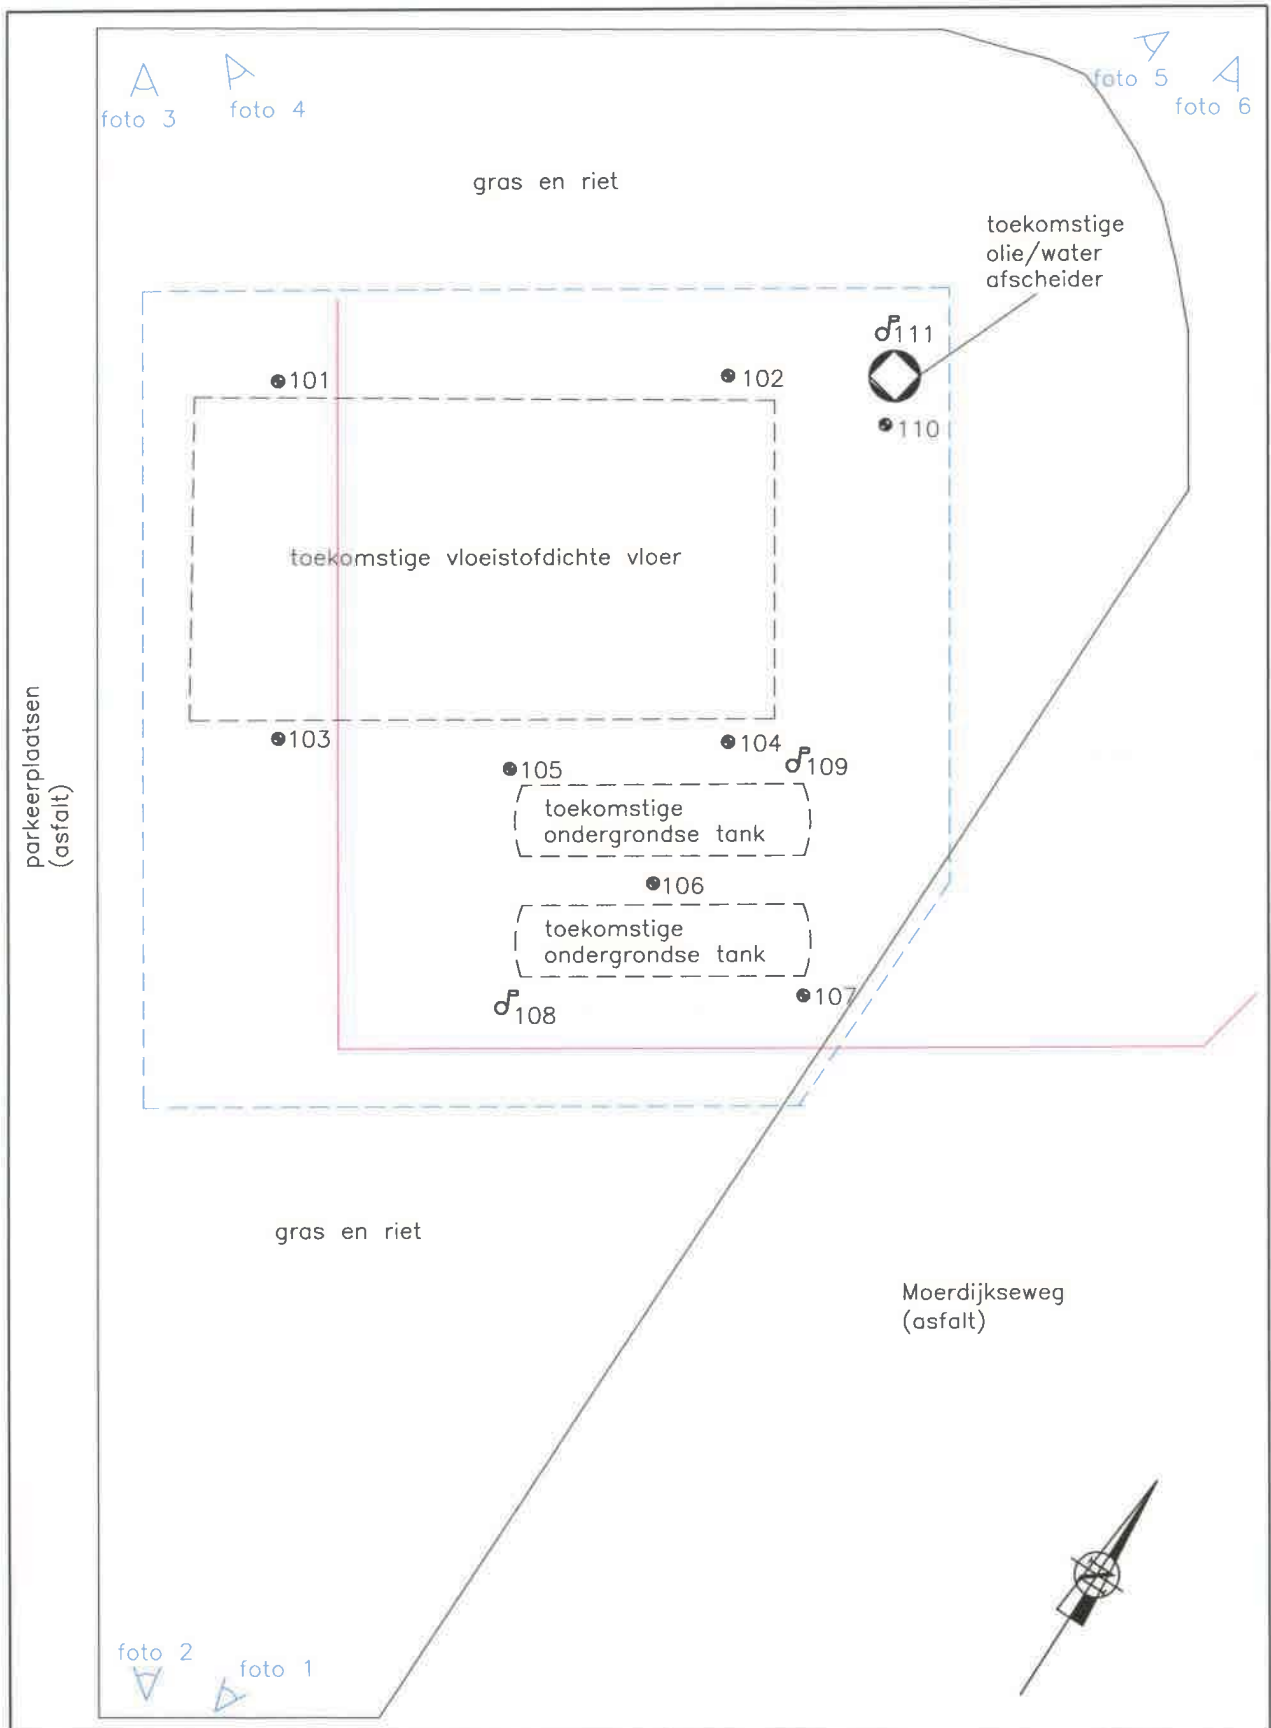 foto 3
foto 4
foto 5
foto 6
gras en riet
toekomstige
olie/water
afscheider
111
101
102
110
toekomstige vloeistofdichte vloer
parkeerplaatsen
(asfalt)
103
104
105
109
toekomstige
ondergrondse tank
106
toekomstige
ondergrondse tank
107
108
gras en riet
Moerdijkseweg
(asfalt)
foto 2
foto 1